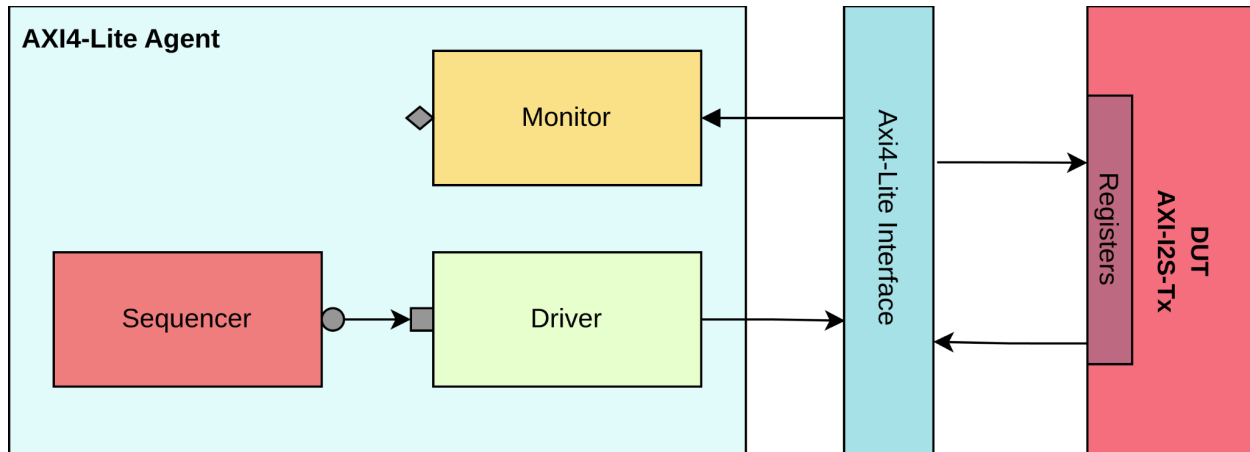 AXI4-Lite Agent
Monitor
Sequencer
Driver
Axi4-Lite Interface
Registers
DUT
AXI-I2S-Tx